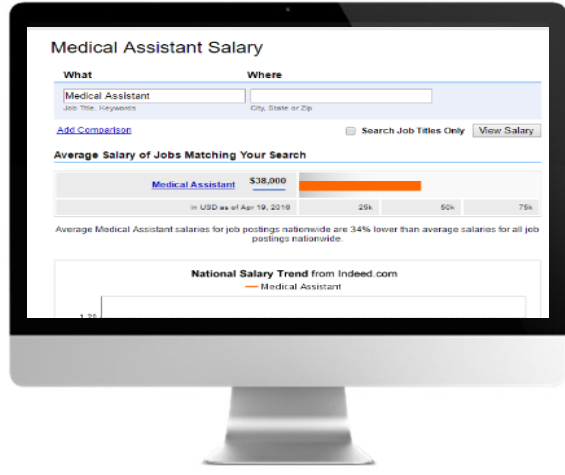 Medical Assistant Salary
What Where
Medical Assistant
Job Title, Keywords City, State or Zip
Add Comparison Search Job Titles Only View Salary
Average Salary of Jobs Matching Your Search
Medical Assistant $38,000
In USD as of Apr 19, 2016 25k 50k 75k
Average Medical Assistant salaries for job postings nationwide are 34% lower than average salaries for all job
postings nationwide.
National Salary Trend from Indeed.com
Medical Assistant
1.20